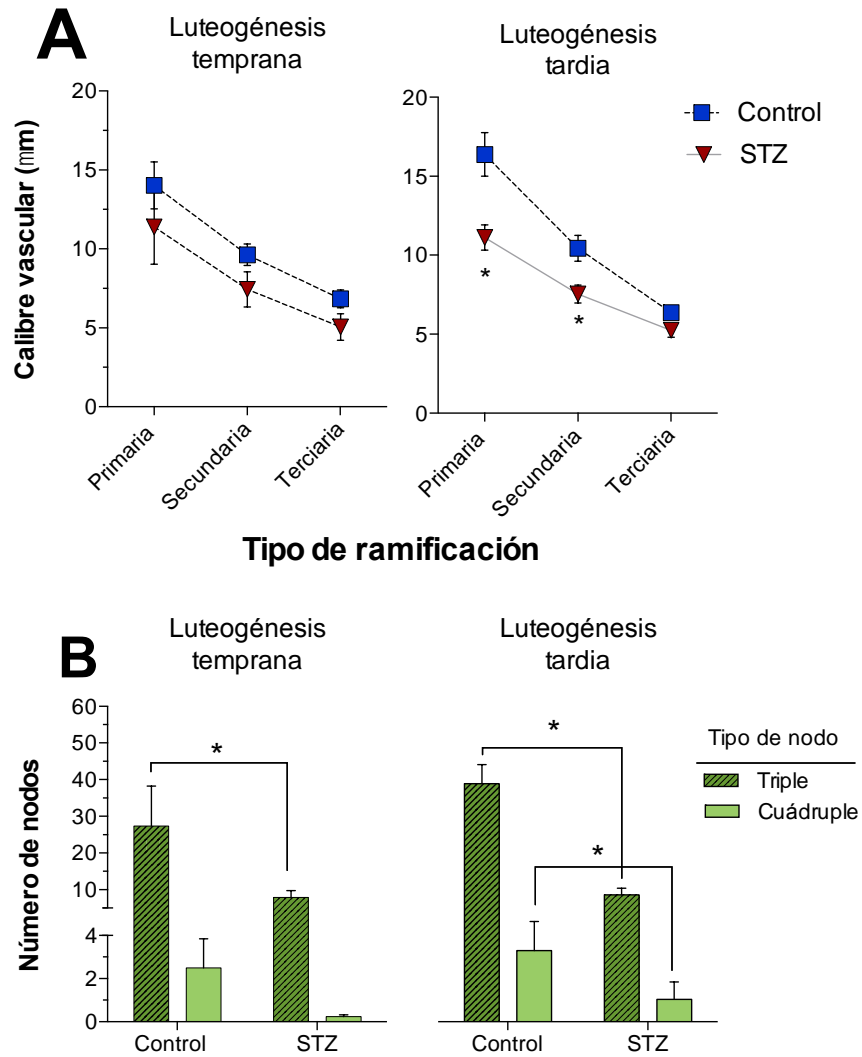 A
Luteogénesis
temprana
Luteogénesis
tardia
Calibre vascular (mm)
20
15
10
5
0
20
15
10
5
0
Control
STZ
*
*
Primaria
Secundaria
Terciaria
Primaria
Secundaria
Terciaria
Tipo de ramificación
B
Luteogénesis
temprana
Luteogénesis
tardia
Número de nodos
60
50
40
30
20
10
4
2
0
*
*
*
Tipo de nodo
Triple
Cuádruple
Control
STZ
Control
STZ